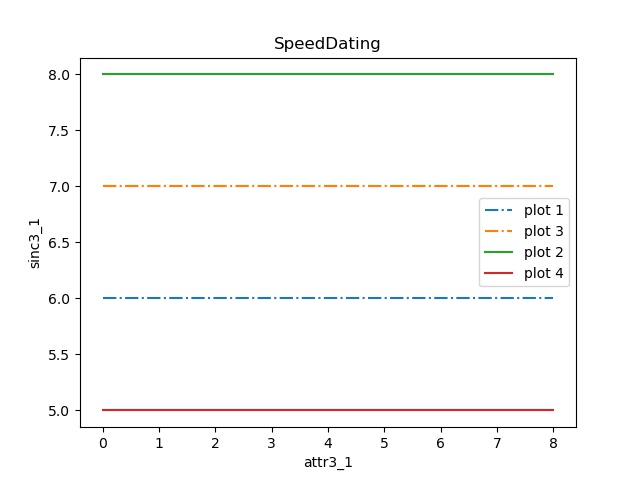 SpeedDating
sinc3_1
8.0
7.5
7.0
6.5
6.0
5.5
5.0
plot 1
plot 3
plot 2
plot 4
0 1 2 3 4 5 6 7 8
attr3_1